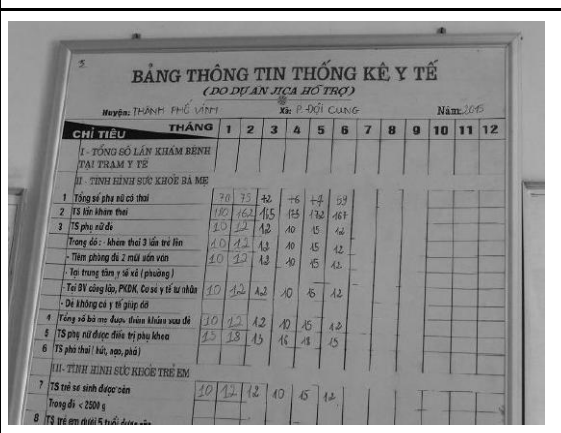 BẢNG THÔNG TIN THỐNG KÊ Y TẾ
(DO DỰ ÁN JICA HỖ TRỢ)
Huyện: THÀNH PHỐ VINH Xã: P. ĐỘI CUNG Năm: 2015
CHỈ TIÊU THÁNG 1 2 3 4 5 6 7 8 9 10 11 12
I - TỔNG SỐ LẦN KHÁM BỆNH
TẠI TRẠM Y TẾ
II - TÌNH HÌNH SỨC KHỎE BÀ MẸ
1 Tổng số phụ nữ có thai 70 75 59
2 TS lần khám thai 162 165 173 172 167
3 TS phụ nữ đẻ 10 12 12 10 15 12
Trong đó: - khám thai 3 lần trở lên 10 12 12 10 15 12
- Tiêm phòng đủ 2 mũi uốn ván 10 12 12 10 15 12
- Tại trung tâm y tế xã (phường)
- Tại BV công lập, PKĐK, Cơ sở y tế tư nhân 10 12 12 10 15 12
- Đẻ không có y tế giúp đỡ
4 Tổng số bà mẹ được thăm khám sau đẻ 10 12 12 10 15 12
5 TS phụ nữ được điều trị phụ khoa 15 18 15 16 18 15
6 TS phá thai (hút, nạo, phá)
III - TÌNH HÌNH SỨC KHỎE TRẺ EM
7 TS trẻ sơ sinh được cân 10 12 12 10 15 12
Trong đó < 2500 g
8 TS trẻ em dưới 5 tuổi được cân